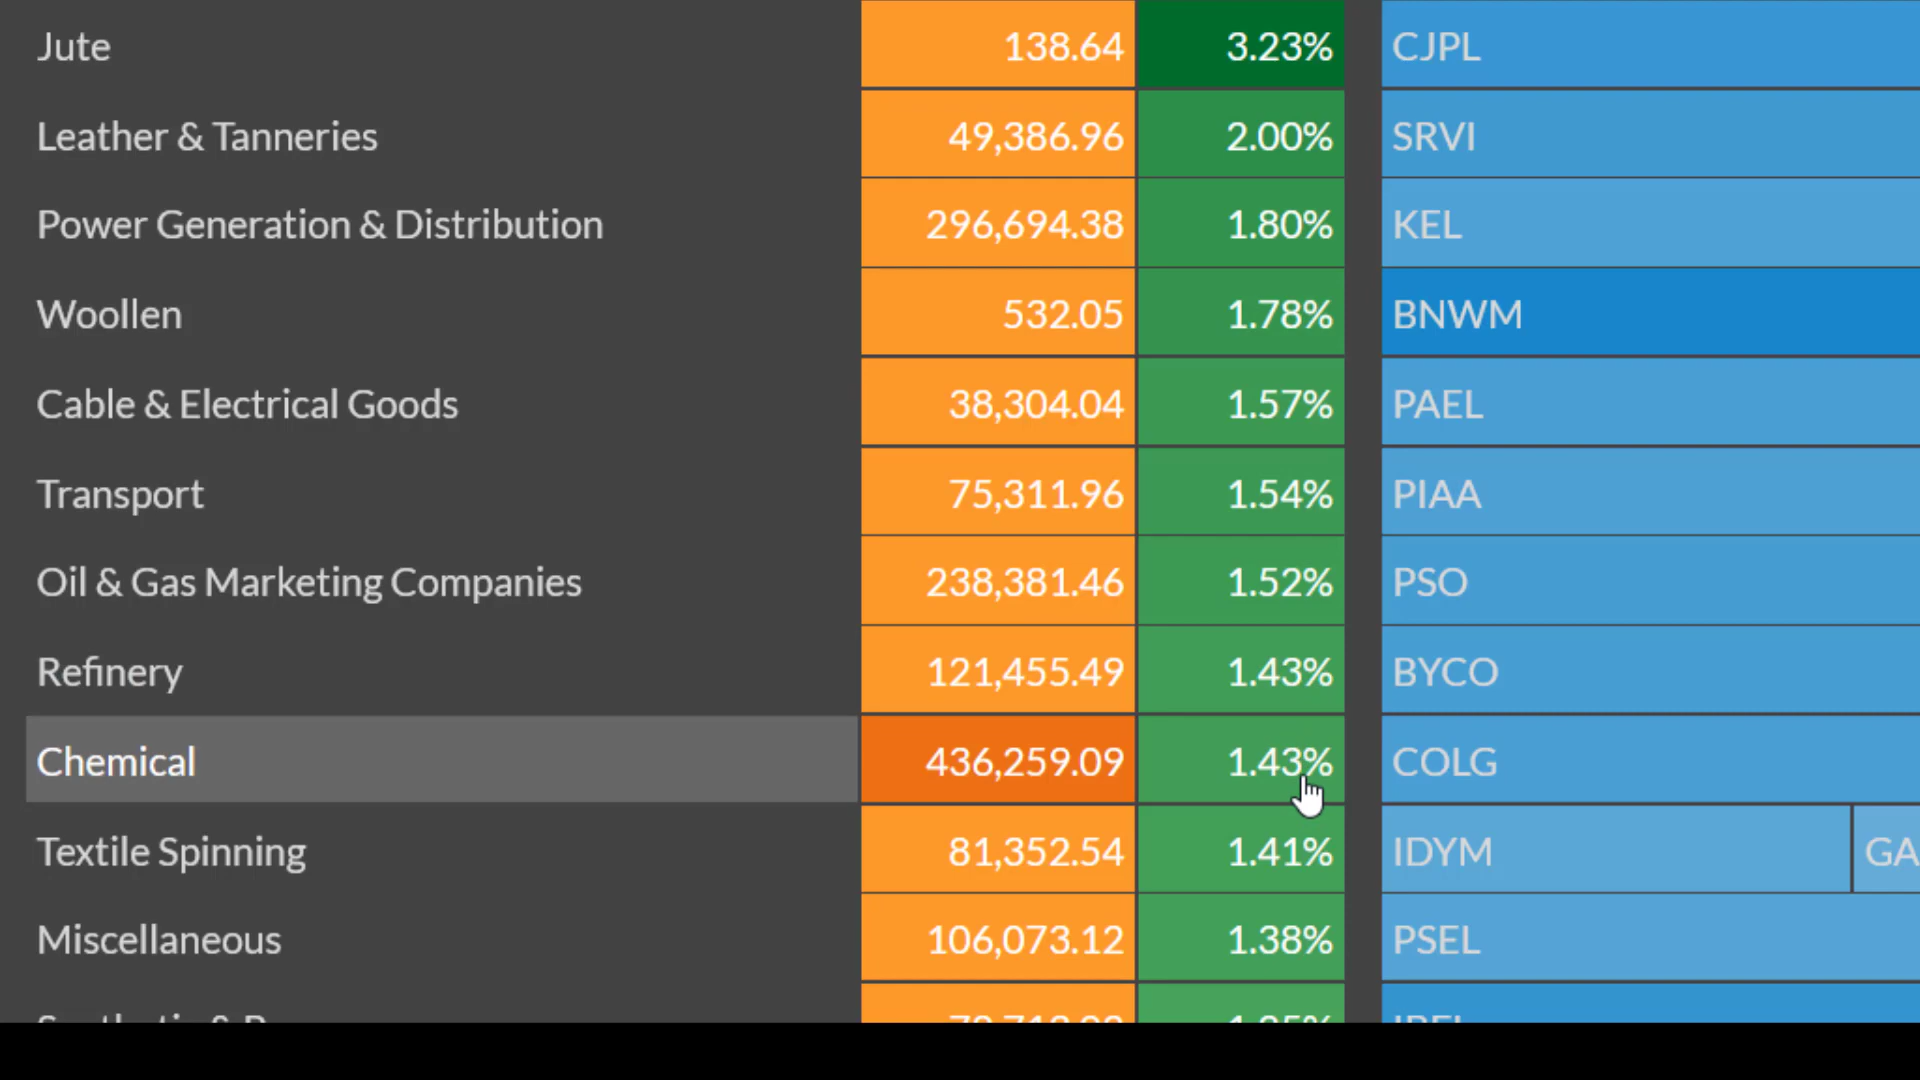 Jute 138.64 3.23% CJPL
Leather & Tanneries 49,386.96 2.00% SRVI
Power Generation & Distribution 296,694.38 1.80% KEL
Woollen 532.05 1.78% BNWM
Cable & Electrical Goods 38,304.04 1.57% PAEL
Transport 75,311.96 1.54% PIAA
Oil & Gas Marketing Companies 238,381.46 1.52% PSO
Refinery 121,455.49 1.43% BYCO
Chemical 436,259.09 1.43% COLG
Textile Spinning 81,352.54 1.41% IDYM GA
Miscellaneous 106,073.12 1.38% PSEL